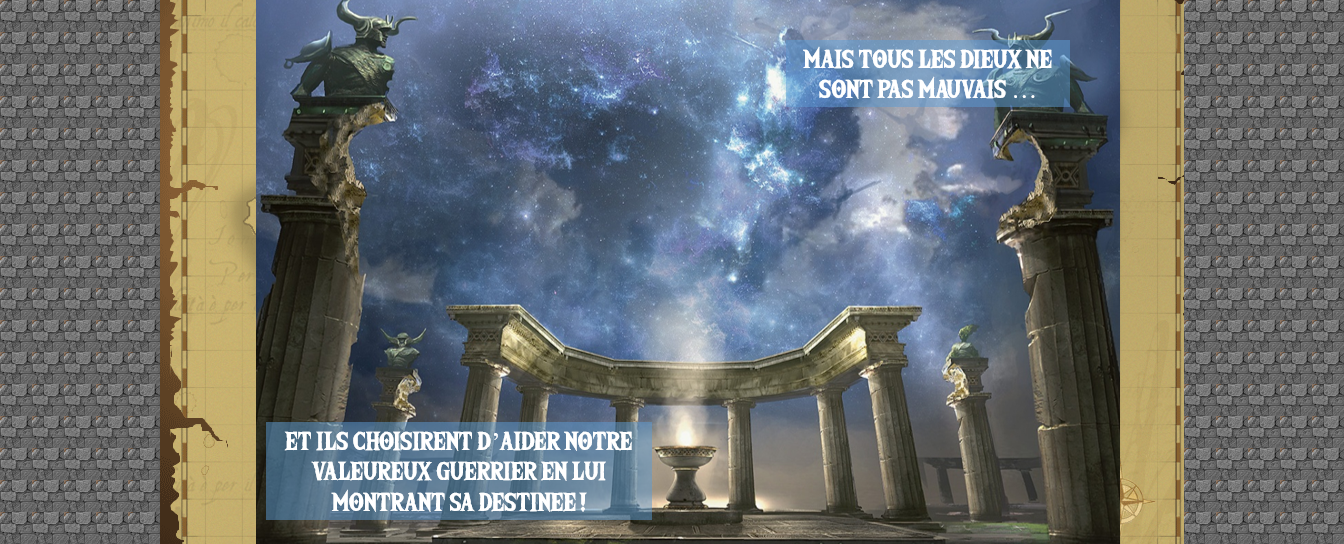 MAIS TOUS LES DIEUX NE
SONT PAS MAUVAIS ...
ET ILS CHOISIRENT D'AIDER NOTRE
VALEUREUX GUERRIER EN LUI
MONTRANT SA DESTINEE !